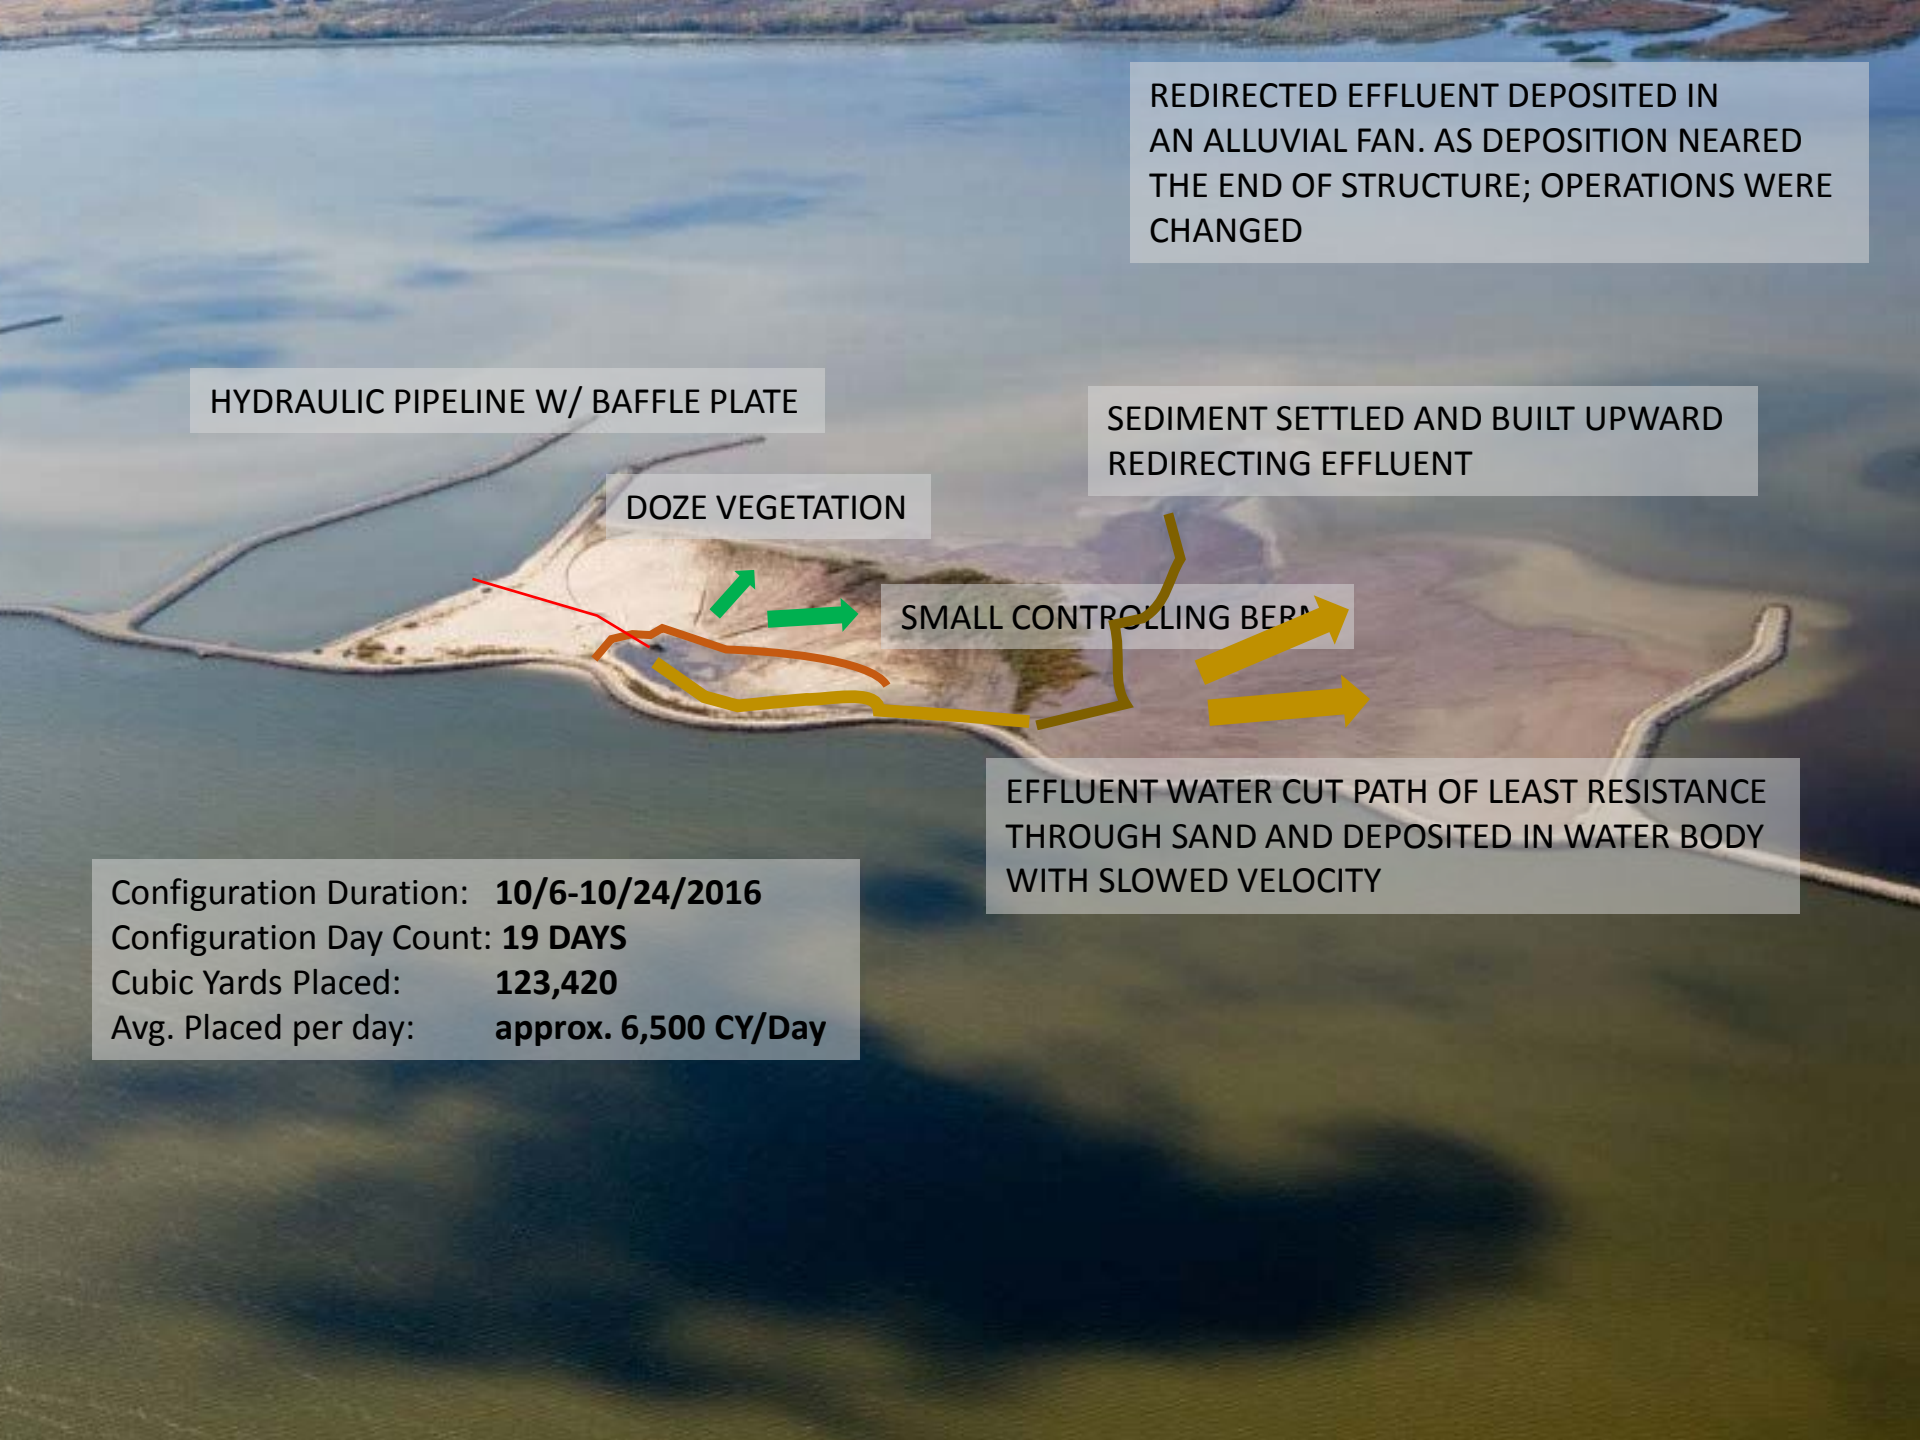 REDIRECTED EFFLUENT DEPOSITED IN
AN ALLUVIAL FAN. AS DEPOSITION NEARED
THE END OF STRUCTURE; OPERATIONS WERE
CHANGED
HYDRAULIC PIPELINE W/ BAFFLE PLATE
SEDIMENT SETTLED AND BUILT UPWARD
REDIRECTING EFFLUENT
DOZE VEGETATION
SMALL CONTROLLING BERM
EFFLUENT WATER CUT PATH OF LEAST RESISTANCE
THROUGH SAND AND DEPOSITED IN WATER BODY
WITH SLOWED VELOCITY
Configuration Duration: 10/6-10/24/2016
Configuration Day Count: 19 DAYS
Cubic Yards Placed: 123,420
Avg. Placed per day: approx. 6,500 CY/Day